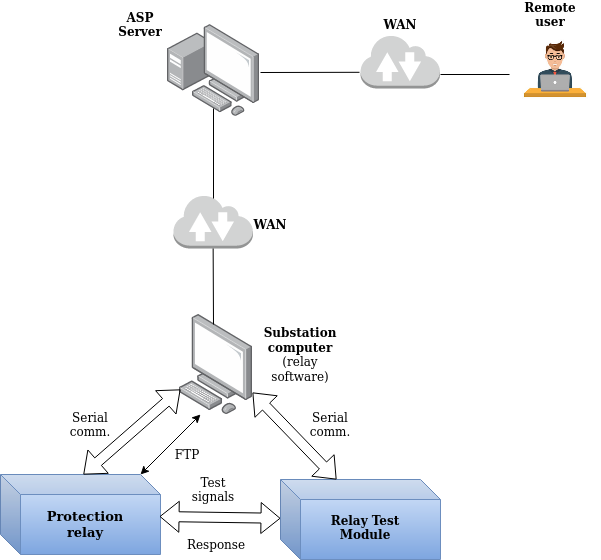 Remote
user
ASP
Server
WAN
WAN
Substation
computer
(relay
software)
Serial
comm.
Serial
comm.
FTP
Test
signals
Protection
relay
Relay Test
Module
Response